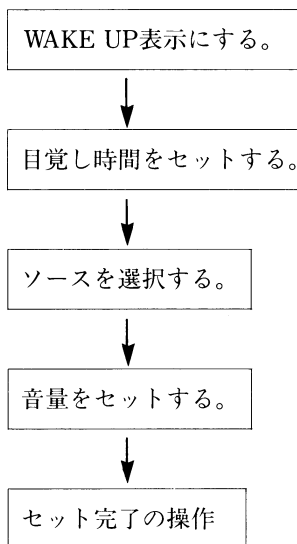 WAKE UP表示にする。
目覚し時間をセットする。
ソースを選択する。
音量をセットする。
セット完了の操作